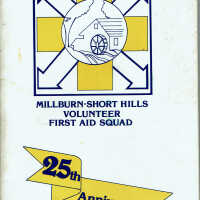 MILLBURN-SHORT HILLS
VOLUNTEER
FIRST AID SQUAD
25th